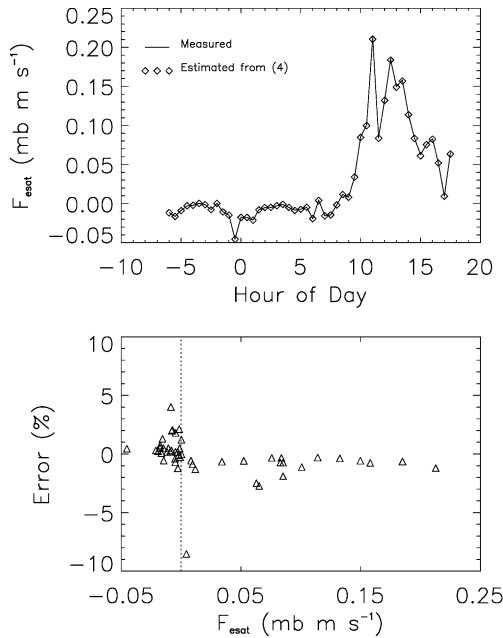 0.25
0.20
0.15
0.10
0.05
0.00
−0.05
F_esat (mb m s⁻¹)
Measured
Estimated from (4)
−10 −5 0 5 10 15 20
Hour of Day
10
5
0
−5
−10
Error (%)
−0.05 0.05 0.15 0.25
F_esat (mb m s⁻¹)